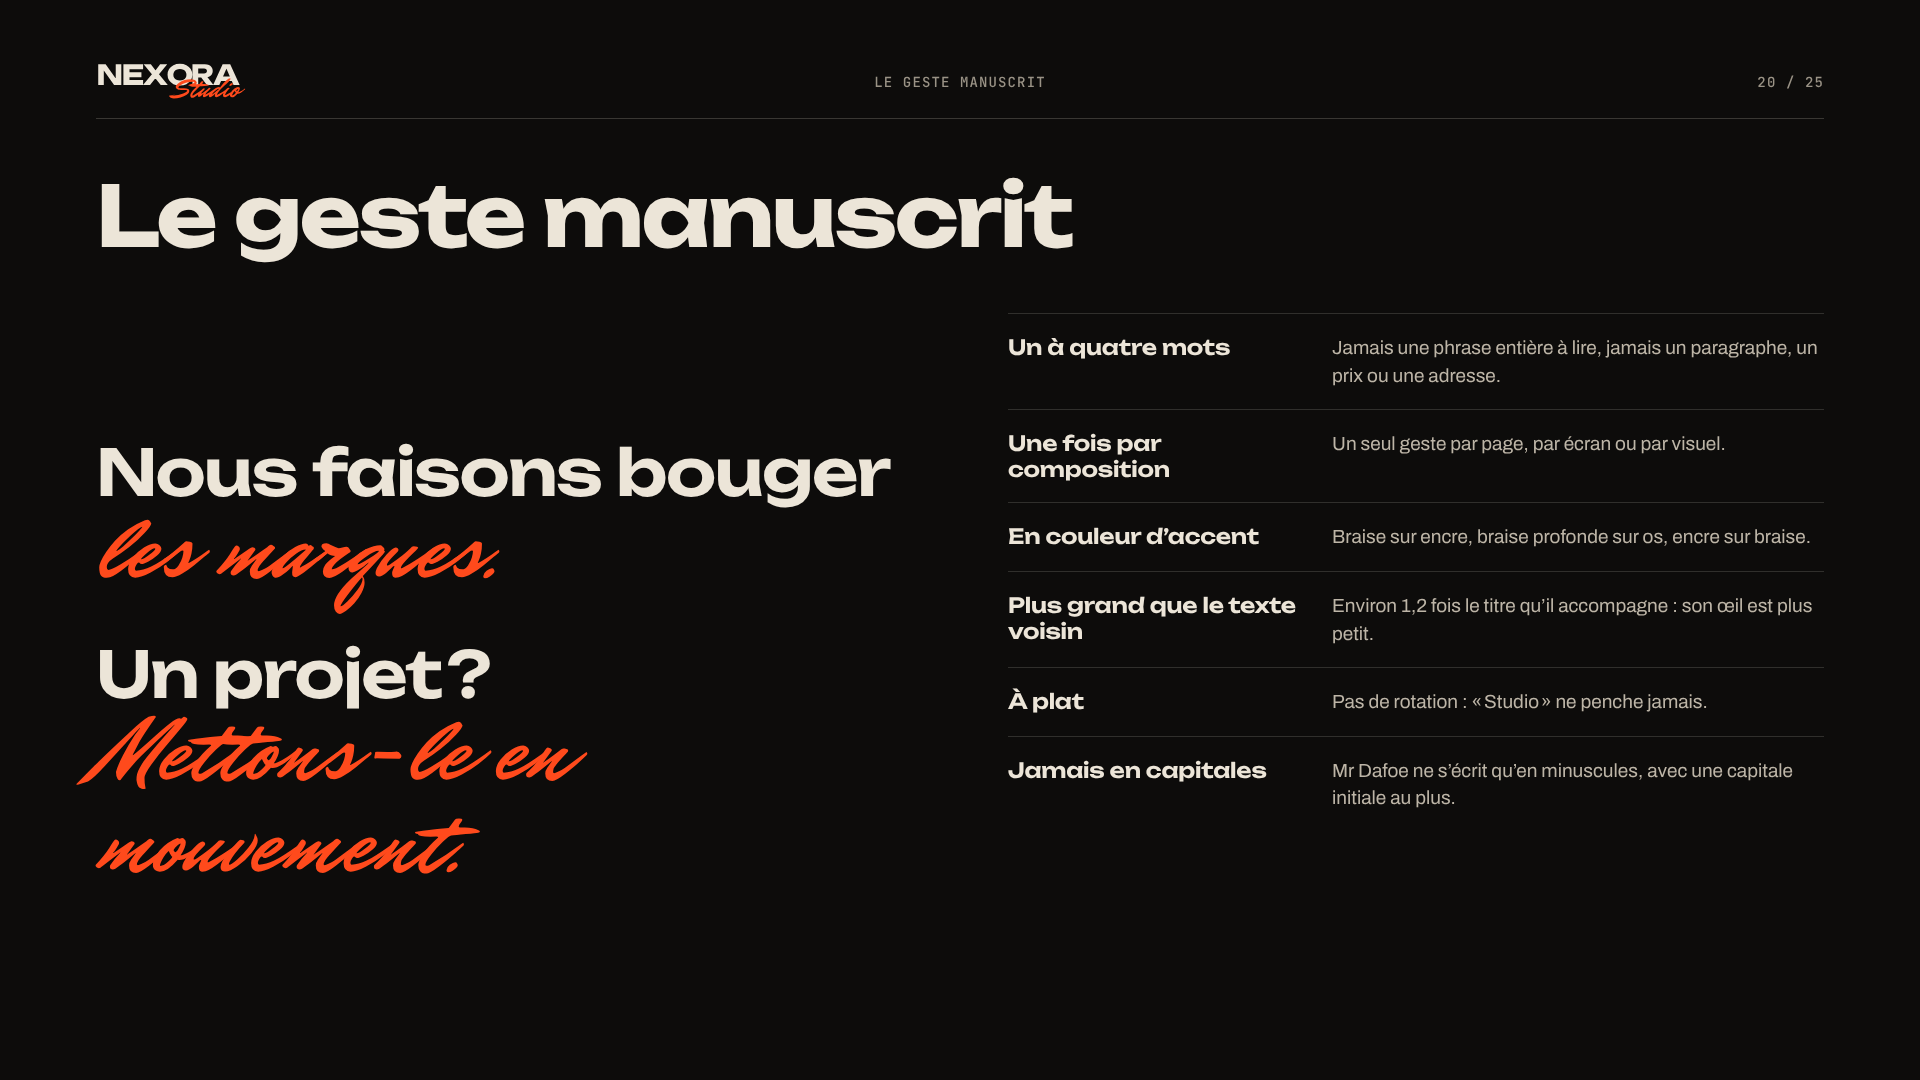 NEXORA
Studio
LE GESTE MANUSCRIT
20 / 25
Le geste manuscrit
Nous faisons bouger
les marques.
Un projet ?
Mettons-le en
mouvement.
Un à quatre mots
Jamais une phrase entière à lire, jamais un paragraphe, un
prix ou une adresse.
Une fois par
composition
Un seul geste par page, par écran ou par visuel.
En couleur d’accent
Braise sur encre, braise profonde sur os, encre sur braise.
Plus grand que le texte
voisin
Environ 1,2 fois le titre qu’il accompagne : son œil est plus
petit.
À plat
Pas de rotation : « Studio » ne penche jamais.
Jamais en capitales
Mr Dafoe ne s’écrit qu’en minuscules, avec une capitale
initiale au plus.